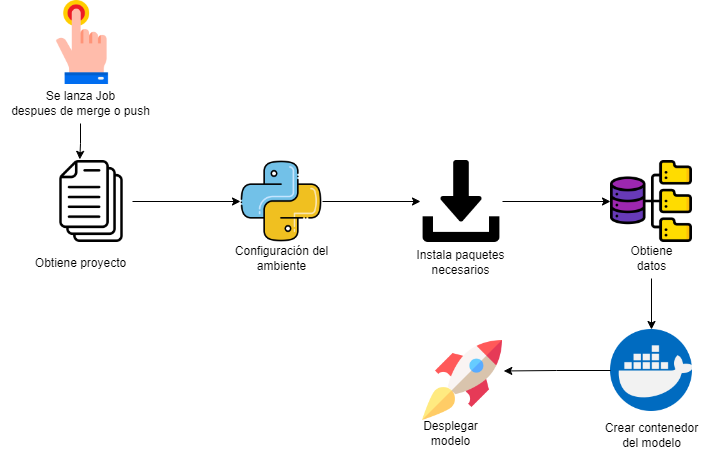 Se lanza Job
despues de merge o push
Obtiene proyecto
Configuración del
ambiente
Instala paquetes
necesarios
Obtiene
datos
Desplegar
modelo
Crear contenedor
del modelo